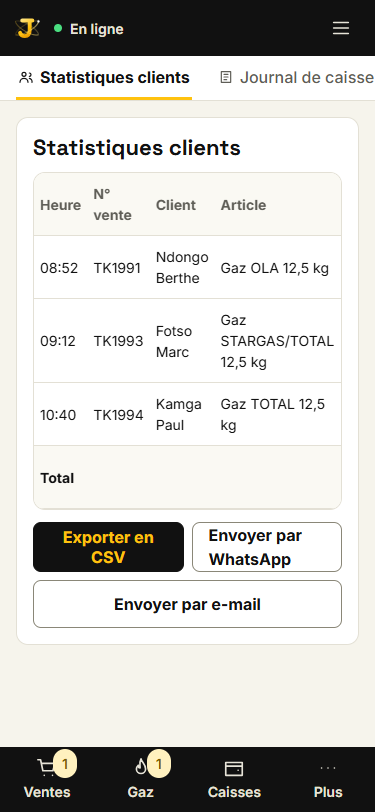 J
En ligne
Statistiques clients
Journal de caisse
Statistiques clients
Heure N° vente Client Article
08:52 TK1991 Ndongo Berthe Gaz OLA 12,5 kg
09:12 TK1993 Fotso Marc Gaz STARGAS/TOTAL 12,5 kg
10:40 TK1994 Kamga Paul Gaz TOTAL 12,5 kg
Total
Exporter en CSV
Envoyer par WhatsApp
Envoyer par e-mail
1
1
Ventes
Gaz
Caisses
Plus